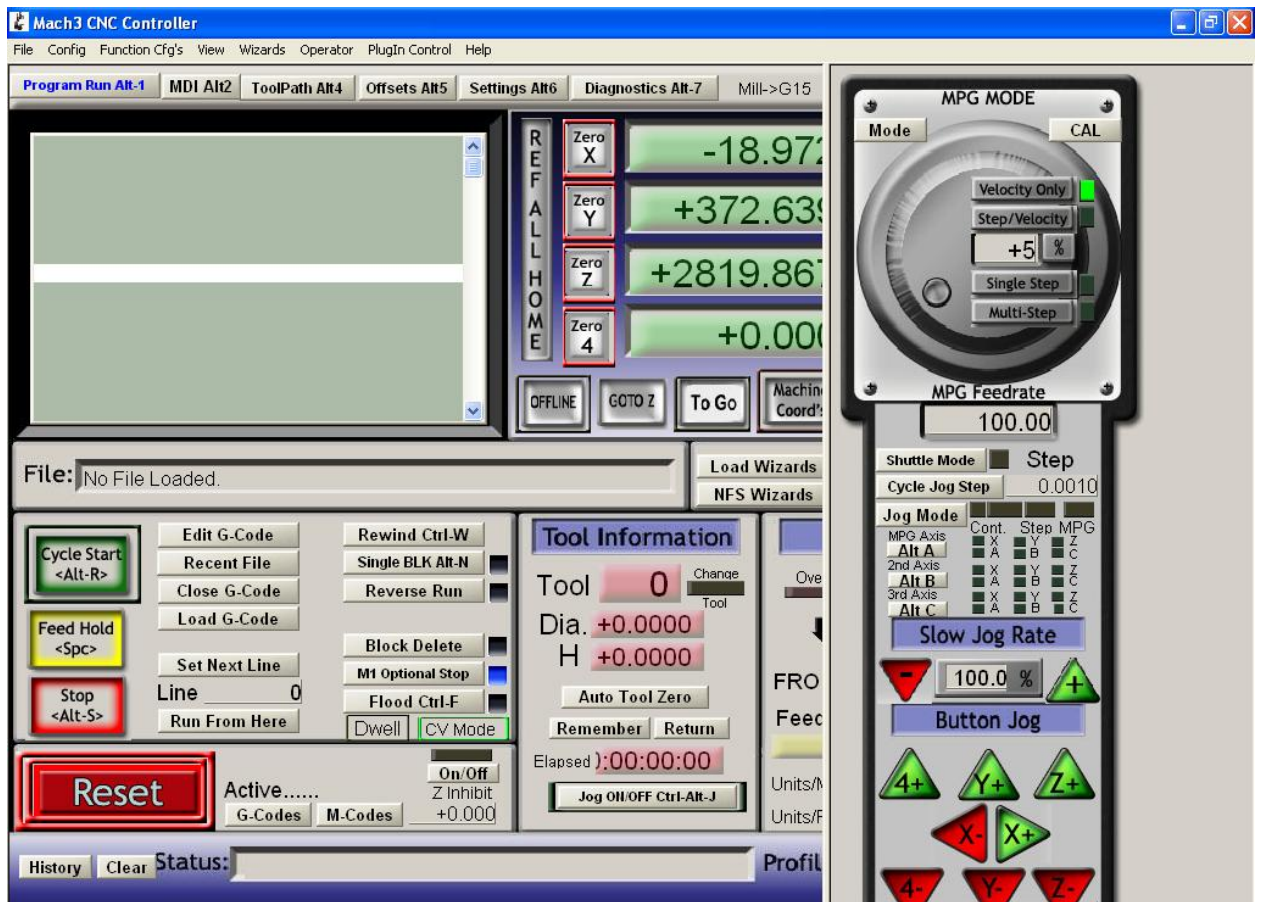 Mach3 CNC Controller
File Config Function Cfg's View Wizards Operator PlugIn Control Help
Program Run Alt-1 MDI Alt2 ToolPath Alt4 Offsets Alt5 Settings Alt6 Diagnostics Alt-7 Mill->G15
REF ALL HOME
Zero X -18.972
Zero Y +372.639
Zero Z +2819.867
Zero 4 +0.000
OFFLINE GOTO Z To Go Machine Coord's
File: No File Loaded.
Load Wizards
NFS Wizards
Cycle Start
<Alt-R>
Feed Hold
<Spc>
Stop
<Alt-S>
Edit G-Code
Recent File
Close G-Code
Load G-Code
Set Next Line
Line 0
Run From Here
Rewind Ctrl-W
Single BLK Alt-N
Reverse Run
Block Delete
M1 Optional Stop
Flood Ctrl-F
Dwell CV Mode
Tool Information
Tool 0 Change
Tool
Dia. +0.0000
H +0.0000
Auto Tool Zero
Remember Return
Elapsed ):00:00:00
Jog ON/OFF Ctrl-Alt-J
Ove
FRO
Feed
Units/M
Units/R
Reset
Active......
G-Codes M-Codes
On/Off
Z Inhibit
+0.000
History Clear Status:
Profil
MPG MODE
Mode CAL
Velocity Only
Step/Velocity
+5 %
Single Step
Multi-Step
MPG Feedrate
100.00
Shuttle Mode Step
Cycle Jog Step 0.0010
Jog Mode Cont. Step MPG
MPG Axis X Y Z
Alt A A B C
2nd Axis X Y Z
Alt B A B C
3rd Axis X Y Z
Alt C A B C
Slow Jog Rate
- 100.0 % +
Button Jog
4+ Y+ Z+
X- X+
4- Y- Z-